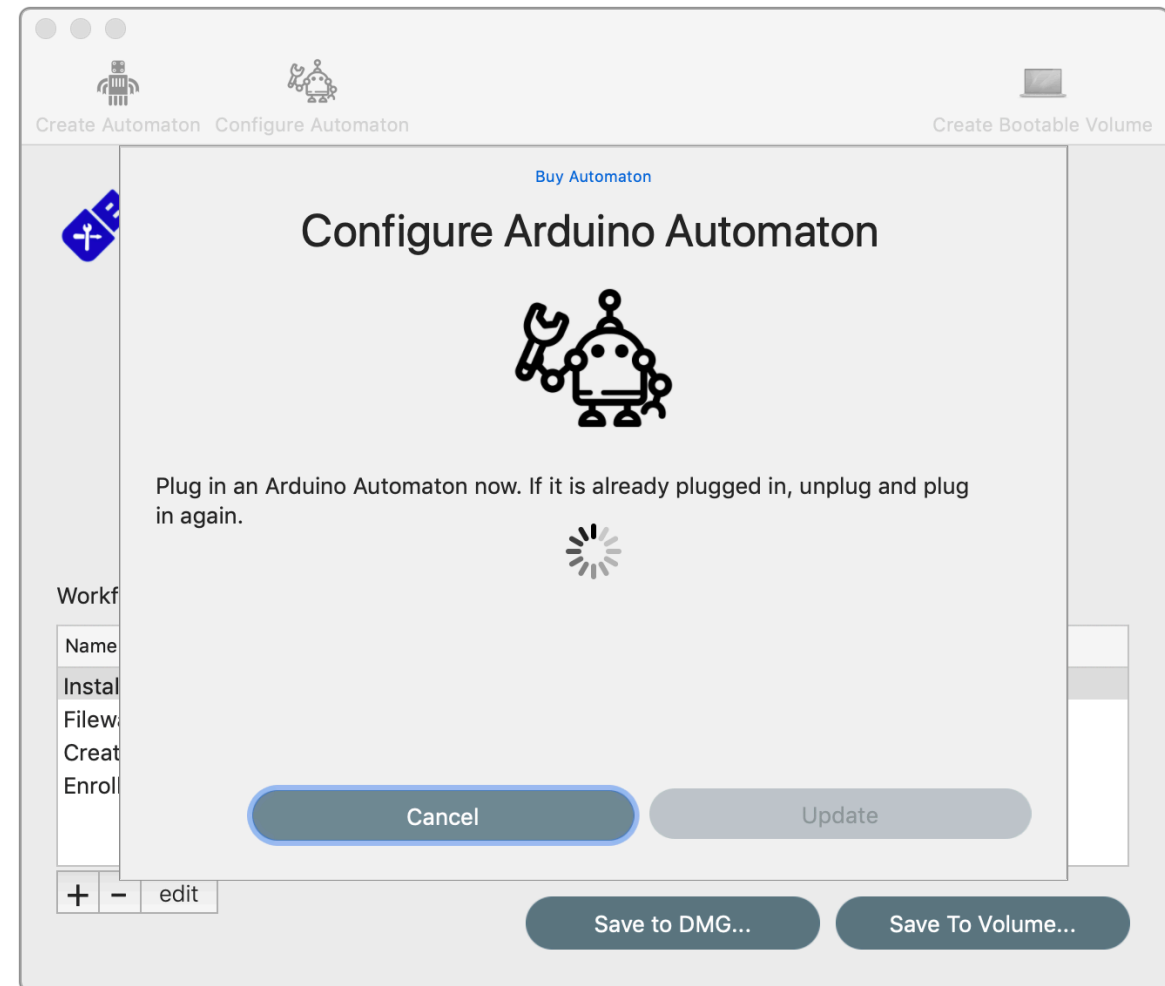 Create Automaton Configure Automaton Create Bootable Volume
Buy Automaton
Configure Arduino Automaton
Plug in an Arduino Automaton now. If it is already plugged in, unplug and plug
in again.
Workf
Name
Instal
Filewa
Creat
Enroll
Cancel Update
+ − edit
Save to DMG... Save To Volume...